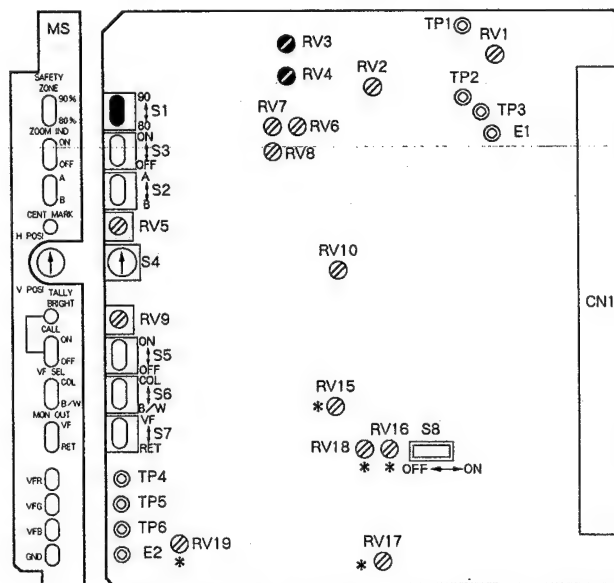 MS
SAFETY
ZONE
90%
80%
ZOOM IND
ON
OFF
A
B
CENT MARK
H POSI
V POSI
TALLY
BRIGHT
CALL
ON
OFF
VF SEL
COL
B/W
MON OUT
VF
RET
VFR
VFG
VFB
GND
90
S1
80
ON
S3
OFF
A
S2
B
RV5
S4
RV9
ON
S5
OFF
COL
S6
B/W
VF
S7
RET
TP4
TP5
TP6
E2
RV3
RV4
RV2
TP1
RV1
TP2
TP3
E1
RV7
RV6
RV8
RV10
CN1
RV15
*
RV16
S8
RV18
* *
OFF ON
RV19
*
RV17
*